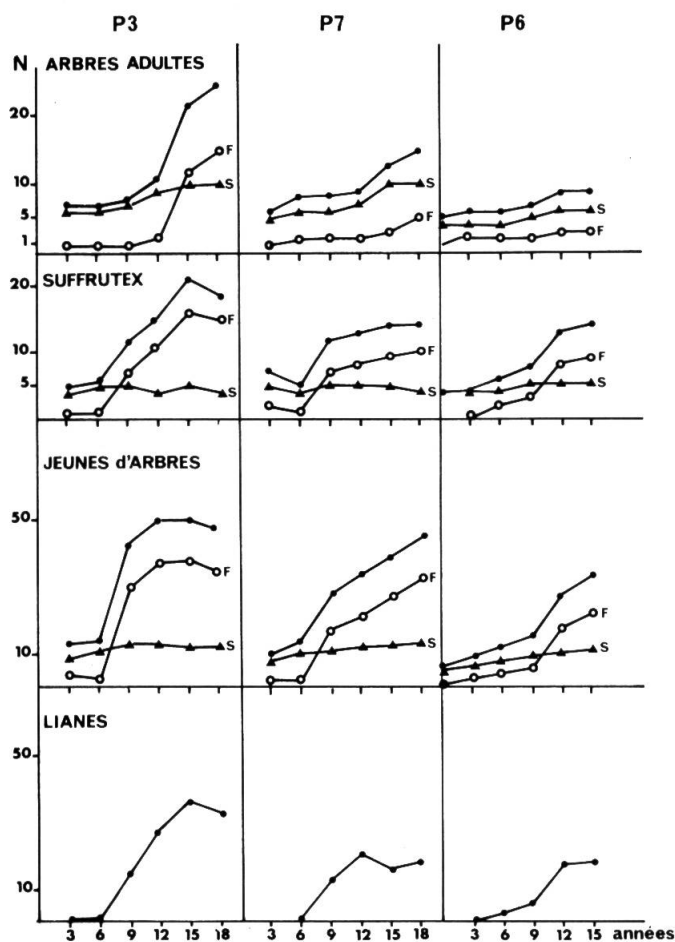 P3 P7 P6
N ARBRES ADULTES
20
10
5
1
F
S
S
F
S
F
SUFFRUTEX
20
10
5
F
S
F
S
F
S
JEUNES d'ARBRES
50
10
F
S
F
S
F
S
LIANES
50
10
3 6 9 12 15 18 3 6 9 12 15 18 3 6 9 12 15 années